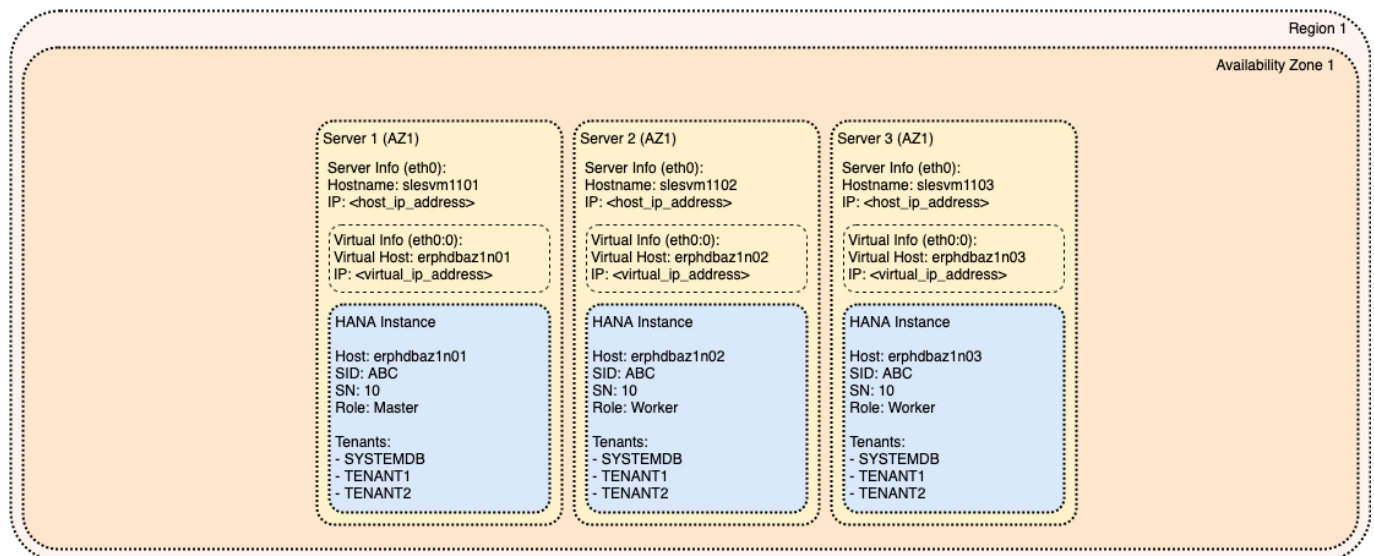 Region 1
Availability Zone 1
Server 1 (AZ1)
Server Info (eth0):
Hostname: slesvm1101
IP: <host_ip_address>
Virtual Info (eth0:0):
Virtual Host: erphdbaz1n01
IP: <virtual_ip_address>
HANA Instance
Host: erphdbaz1n01
SID: ABC
SN: 10
Role: Master
Tenants:
- SYSTEMDB
- TENANT1
- TENANT2
Server 2 (AZ1)
Server Info (eth0):
Hostname: slesvm1102
IP: <host_ip_address>
Virtual Info (eth0:0):
Virtual Host: erphdbaz1n02
IP: <virtual_ip_address>
HANA Instance
Host: erphdbaz1n02
SID: ABC
SN: 10
Role: Worker
Tenants:
- SYSTEMDB
- TENANT1
- TENANT2
Server 3 (AZ1)
Server Info (eth0):
Hostname: slesvm1103
IP: <host_ip_address>
Virtual Info (eth0:0):
Virtual Host: erphdbaz1n03
IP: <virtual_ip_address>
HANA Instance
Host: erphdbaz1n03
SID: ABC
SN: 10
Role: Worker
Tenants:
- SYSTEMDB
- TENANT1
- TENANT2